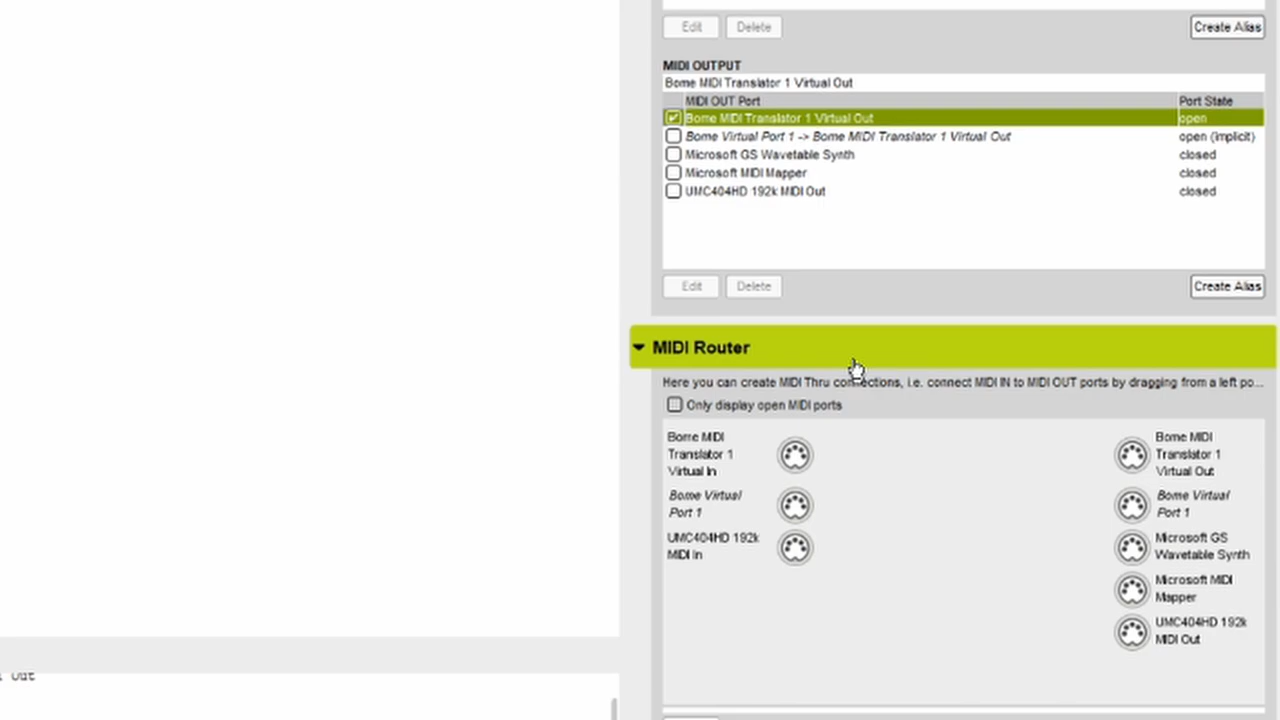 Edit Delete Create Alias
MIDI OUTPUT
Bome MIDI Translator 1 Virtual Out
MIDI OUT Port Port State
Bome MIDI Translator 1 Virtual Out open
Bome Virtual Port 1 -> Bome MIDI Translator 1 Virtual Out open (implicit)
Microsoft GS Wavetable Synth closed
Microsoft MIDI Mapper closed
UMC404HD 192k MIDI Out closed
Edit Delete Create Alias
MIDI Router
Here you can create MIDI Thru connections, i.e. connect MIDI IN to MIDI OUT ports by dragging from a left po...
Only display open MIDI ports
Bome MIDI
Translator 1
Virtual In
Bome Virtual
Port 1
UMC404HD 192k
MIDI In
Bome MIDI
Translator 1
Virtual Out
Bome Virtual
Port 1
Microsoft GS
Wavetable Synth
Microsoft MIDI
Mapper
UMC404HD 192k
MIDI Out
Out